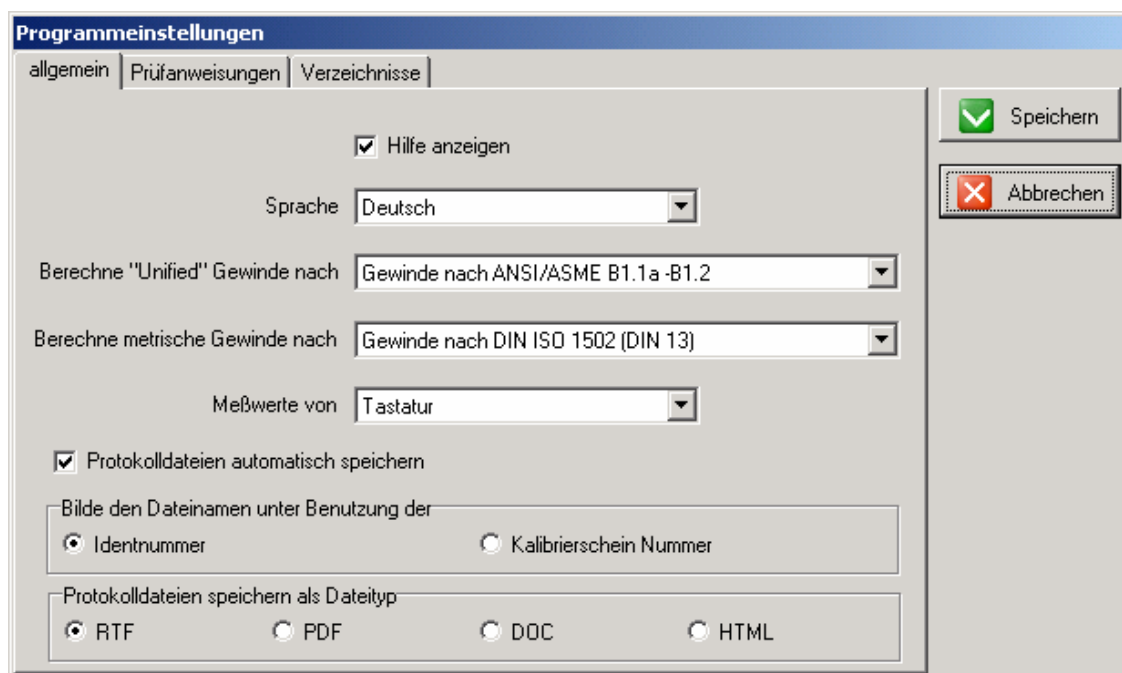 Programmeinstellungen
allgemein Prüfanweisungen Verzeichnisse
Speichern
Hilfe anzeigen
Abbrechen
Sprache Deutsch
Berechne "Unified" Gewinde nach Gewinde nach ANSI/ASME B1.1a -B1.2
Berechne metrische Gewinde nach Gewinde nach DIN ISO 1502 (DIN 13)
Meßwerte von Tastatur
Protokolldateien automatisch speichern
Bilde den Dateinamen unter Benutzung der
Identnummer Kalibrierschein Nummer
Protokolldateien speichern als Dateityp
RTF PDF DOC HTML